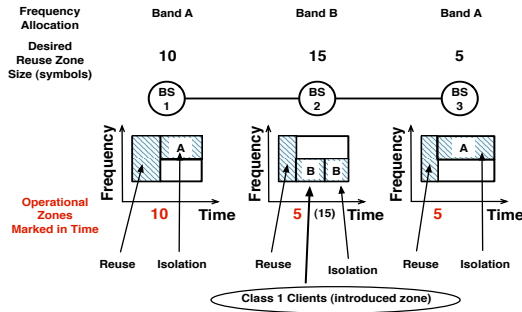 Frequency Allocation Band A Band B Band A
Desired Reuse Zone Size (symbols) 10 15 5
BS 1 BS 2 BS 3
Frequency A Frequency B B Frequency A
Operational Zones Marked in Time
10 Time 5 (15) Time 5 Time
Reuse Isolation Reuse Isolation Reuse Isolation
Class 1 Clients (introduced zone)